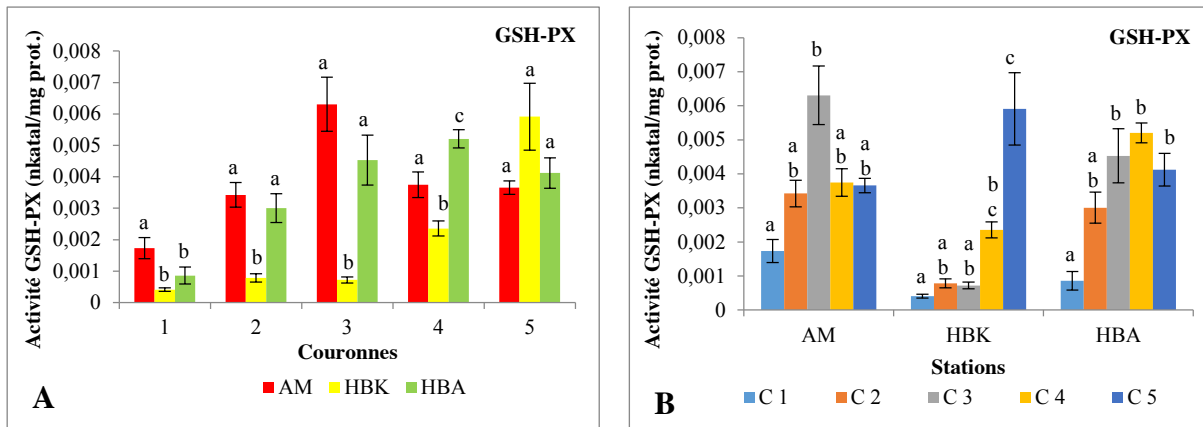 GSH-PX
Activité GSH-PX (nkatal/mg prot.)
0,008
0,007
0,006
0,005
0,004
0,003
0,002
0,001
0
a b b
a b a
a b a
a b c
a a a
1 2 3 4 5
Couronnes
AM HBK HBA
A
GSH-PX
Activité GSH-PX (nkatal/mg prot.)
0,008
0,007
0,006
0,005
0,004
0,003
0,002
0,001
0
a a b b a b a b
a a b a b b c c
a a b b b b
AM HBK HBA
Stations
C 1 C 2 C 3 C 4 C 5
B